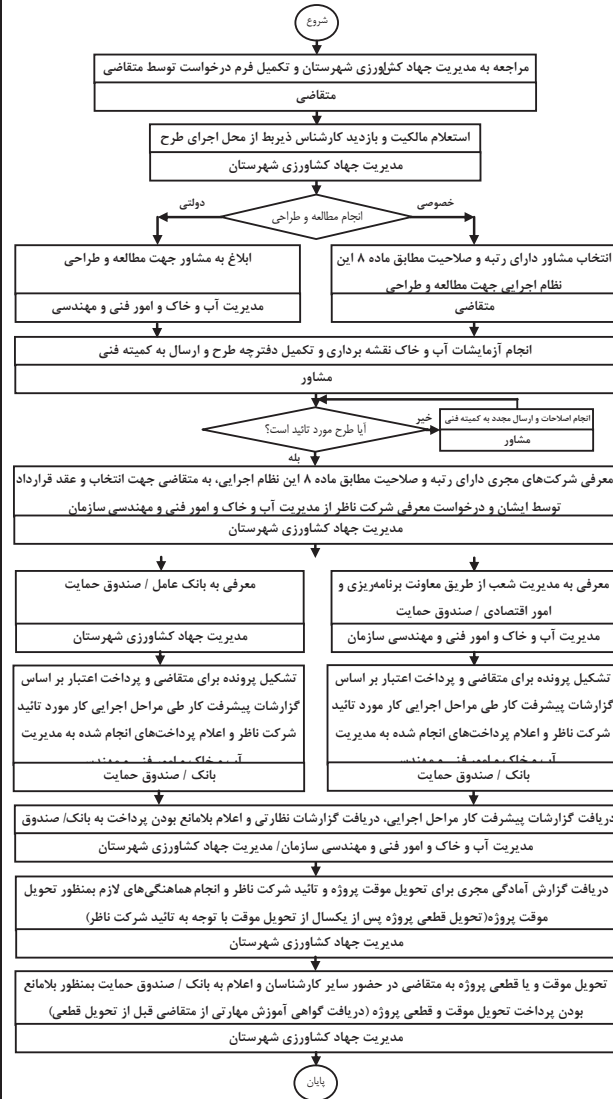 شروع
مراجعه به مدیریت جهاد کشاورزی شهرستان و تکمیل فرم درخواست توسط متقاضی
متقاضی
استعلام مالکیت و بازدید کارشناس ذیربط از محل اجرای طرح
مدیریت جهاد کشاورزی شهرستان
خصوصی
انجام مطالعه و طراحی
دولتی
انتخاب مشاور دارای رتبه و صلاحیت مطابق ماده ۸ این
نظام اجرایی جهت مطالعه و طراحی
متقاضی
ابلاغ به مشاور جهت مطالعه و طراحی
مدیریت آب و خاک و امور فنی و مهندسی
انجام آزمایشات آب و خاک نقشه برداری و تکمیل دفترچه طرح و ارسال به کمیته فنی
مشاور
انجام اصلاحات و ارسال مجدد به کمیته فنی
مشاور
خیر
آیا طرح مورد تائید است؟
بله
معرفی شرکت‌های مجری دارای رتبه و صلاحیت مطابق ماده ۸ این نظام اجرایی، به متقاضی جهت انتخاب و عقد قرارداد
توسط ایشان و درخواست معرفی شرکت ناظر از مدیریت آب و خاک و امور فنی و مهندسی سازمان
مدیریت جهاد کشاورزی شهرستان
معرفی به مدیریت شعب از طریق معاونت برنامه‌ریزی و
امور اقتصادی / صندوق حمایت
مدیریت آب و خاک و امور فنی و مهندسی سازمان
معرفی به بانک عامل / صندوق حمایت
مدیریت جهاد کشاورزی شهرستان
تشکیل پرونده برای متقاضی و پرداخت اعتبار بر اساس
گزارشات پیشرفت کار طی مراحل اجرایی کار مورد تائید
شرکت ناظر و اعلام پرداخت‌های انجام شده به مدیریت
آب و خاک و امور فنی و مهندسی
بانک / صندوق حمایت
تشکیل پرونده برای متقاضی و پرداخت اعتبار بر اساس
گزارشات پیشرفت کار طی مراحل اجرایی کار مورد تائید
شرکت ناظر و اعلام پرداخت‌های انجام شده به مدیریت
آب و خاک و امور فنی و مهندسی
بانک / صندوق حمایت
دریافت گزارشات پیشرفت کار مراحل اجرایی، دریافت گزارشات نظارتی و اعلام بلامانع بودن پرداخت به بانک/ صندوق
مدیریت آب و خاک و امور فنی و مهندسی سازمان/ مدیریت جهاد کشاورزی شهرستان
دریافت گزارش آمادگی مجری برای تحویل موقت پروژه و تائید شرکت ناظر و انجام هماهنگی‌های لازم بمنظور تحویل
موقت پروژه(تحویل قطعی پروژه پس از یکسال از تحویل موقت با توجه به تائید شرکت ناظر)
مدیریت جهاد کشاورزی شهرستان
تحویل موقت و یا قطعی پروژه به متقاضی در حضور سایر کارشناسان و اعلام به بانک / صندوق حمایت بمنظور بلامانع
بودن پرداخت تحویل موقت و قطعی پروژه (دریافت گواهی آموزش مهارتی از متقاضی قبل از تحویل قطعی)
مدیریت جهاد کشاورزی شهرستان
پایان